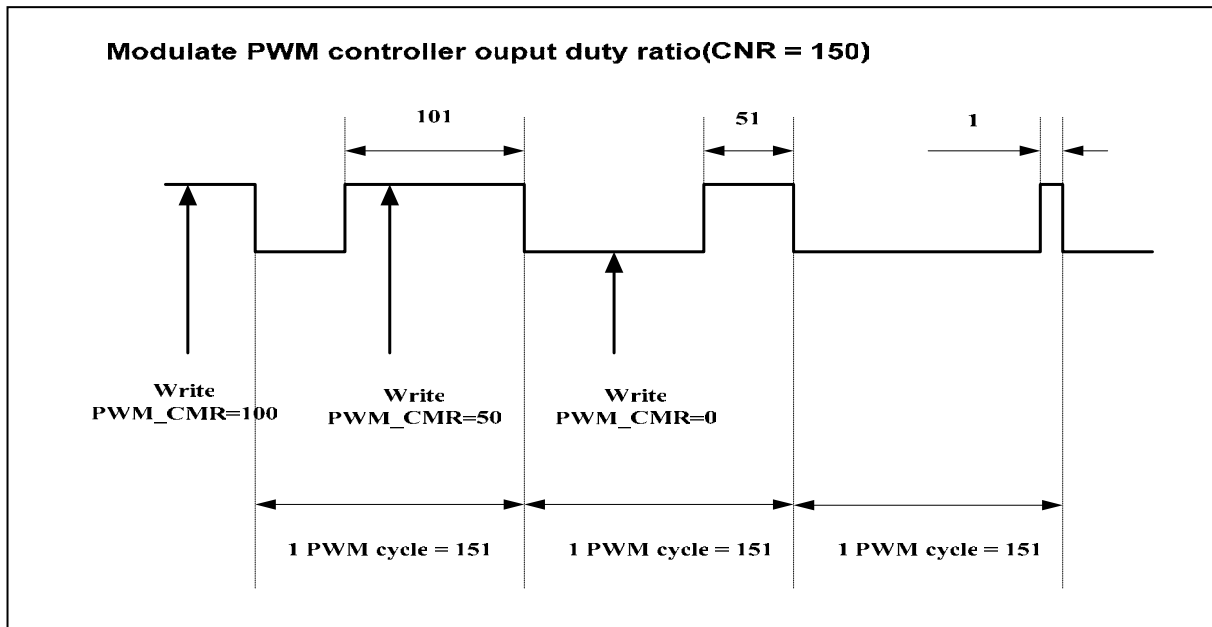 Modulate PWM controller ouput duty ratio(CNR = 150)
101
51
1
Write
PWM_CMR=100
Write
PWM_CMR=50
Write
PWM_CMR=0
1 PWM cycle = 151
1 PWM cycle = 151
1 PWM cycle = 151